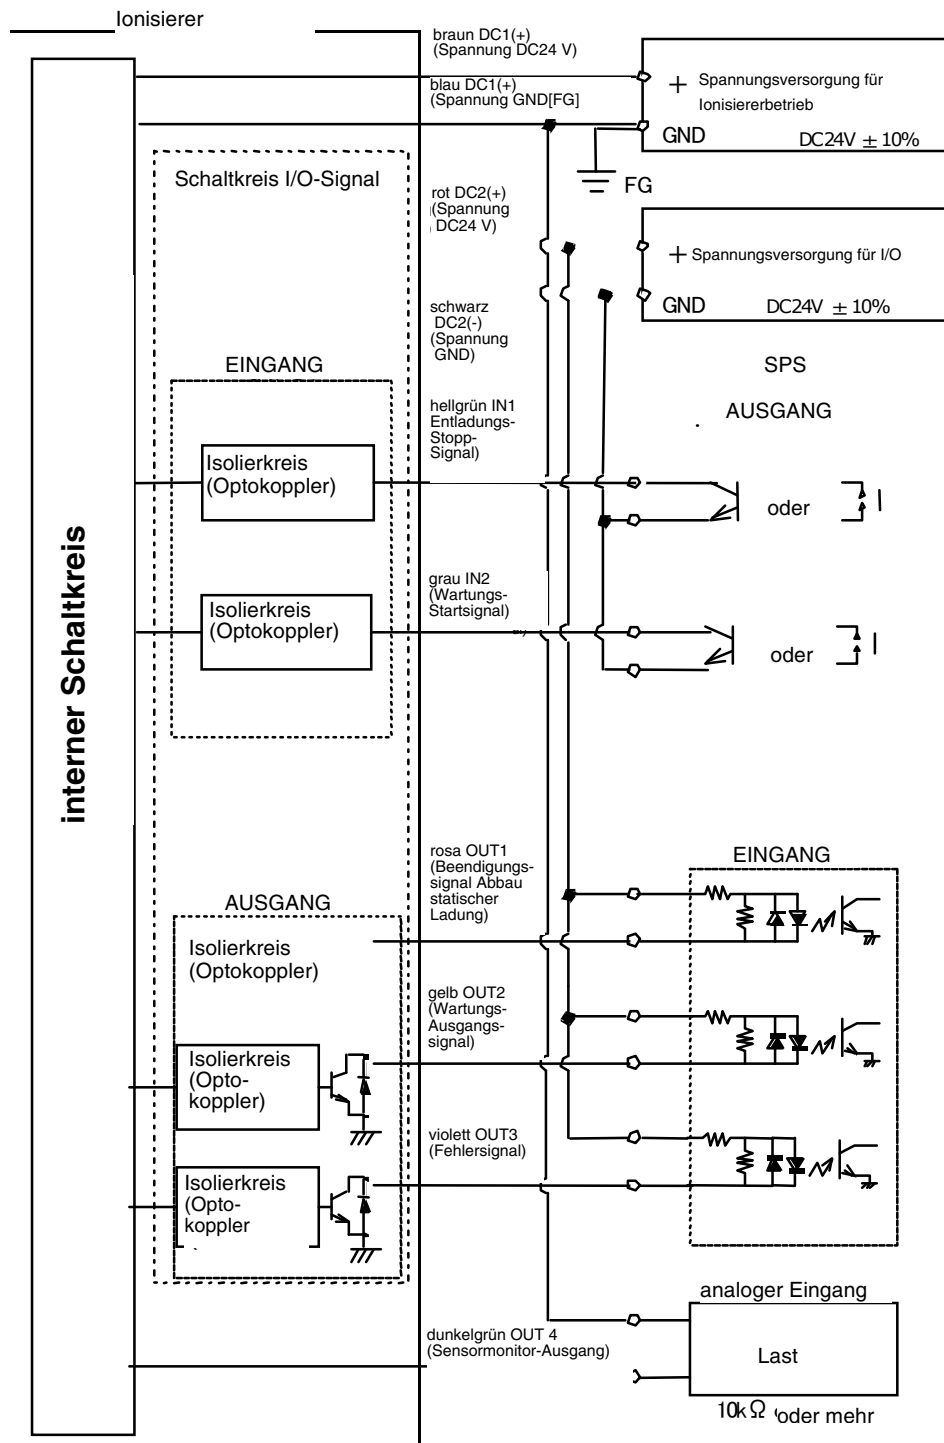 Ionisierer
braun DC1(+)
(Spannung DC24 V)
blau DC1(+)
(Spannung GND[FG]
+ Spannungsversorgung für
Ionisiererbetrieb
GND DC24V ± 10%
FG
Schaltkreis I/O-Signal
rot DC2(+)
(Spannung
DC24 V)
+ Spannungsversorgung für I/O
GND DC24V ± 10%
schwarz
DC2(-)
(Spannung
GND)
SPS
AUSGANG
EINGANG
hellgrün IN1
Entladungs-
Stopp-
Signal)
Isolierkreis
(Optokoppler)
oder
interner Schaltkreis
grau IN2
(Wartungs-
Startsignal)
Isolierkreis
(Optokoppler)
oder
rosa OUT1
(Beendigungs-
signal Abbau
statischer
Ladung)
EINGANG
AUSGANG
Isolierkreis
(Optokoppler)
gelb OUT2
(Wartungs-
Ausgangs-
signal)
Isolierkreis
(Opto-
koppler)
violett OUT3
(Fehlersignal)
Isolierkreis
(Opto-
koppler
analoger Eingang
dunkelgrün OUT 4
(Sensormonitor-Ausgang)
Last
10kΩ oder mehr